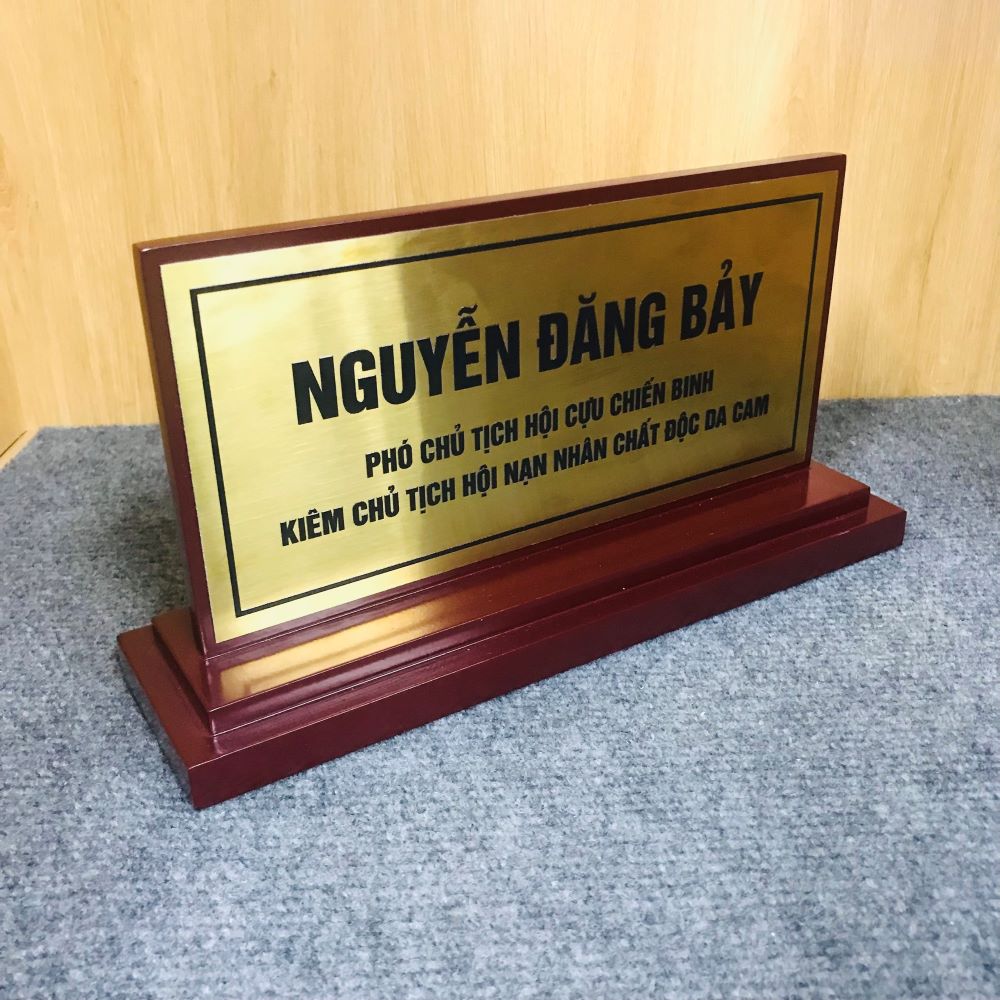 NGUYỄN ĐĂNG BẢY
PHÓ CHỦ TỊCH HỘI CỰU CHIẾN BINH
KIÊM CHỦ TỊCH HỘI NẠN NHÂN CHẤT ĐỘC DA CAM